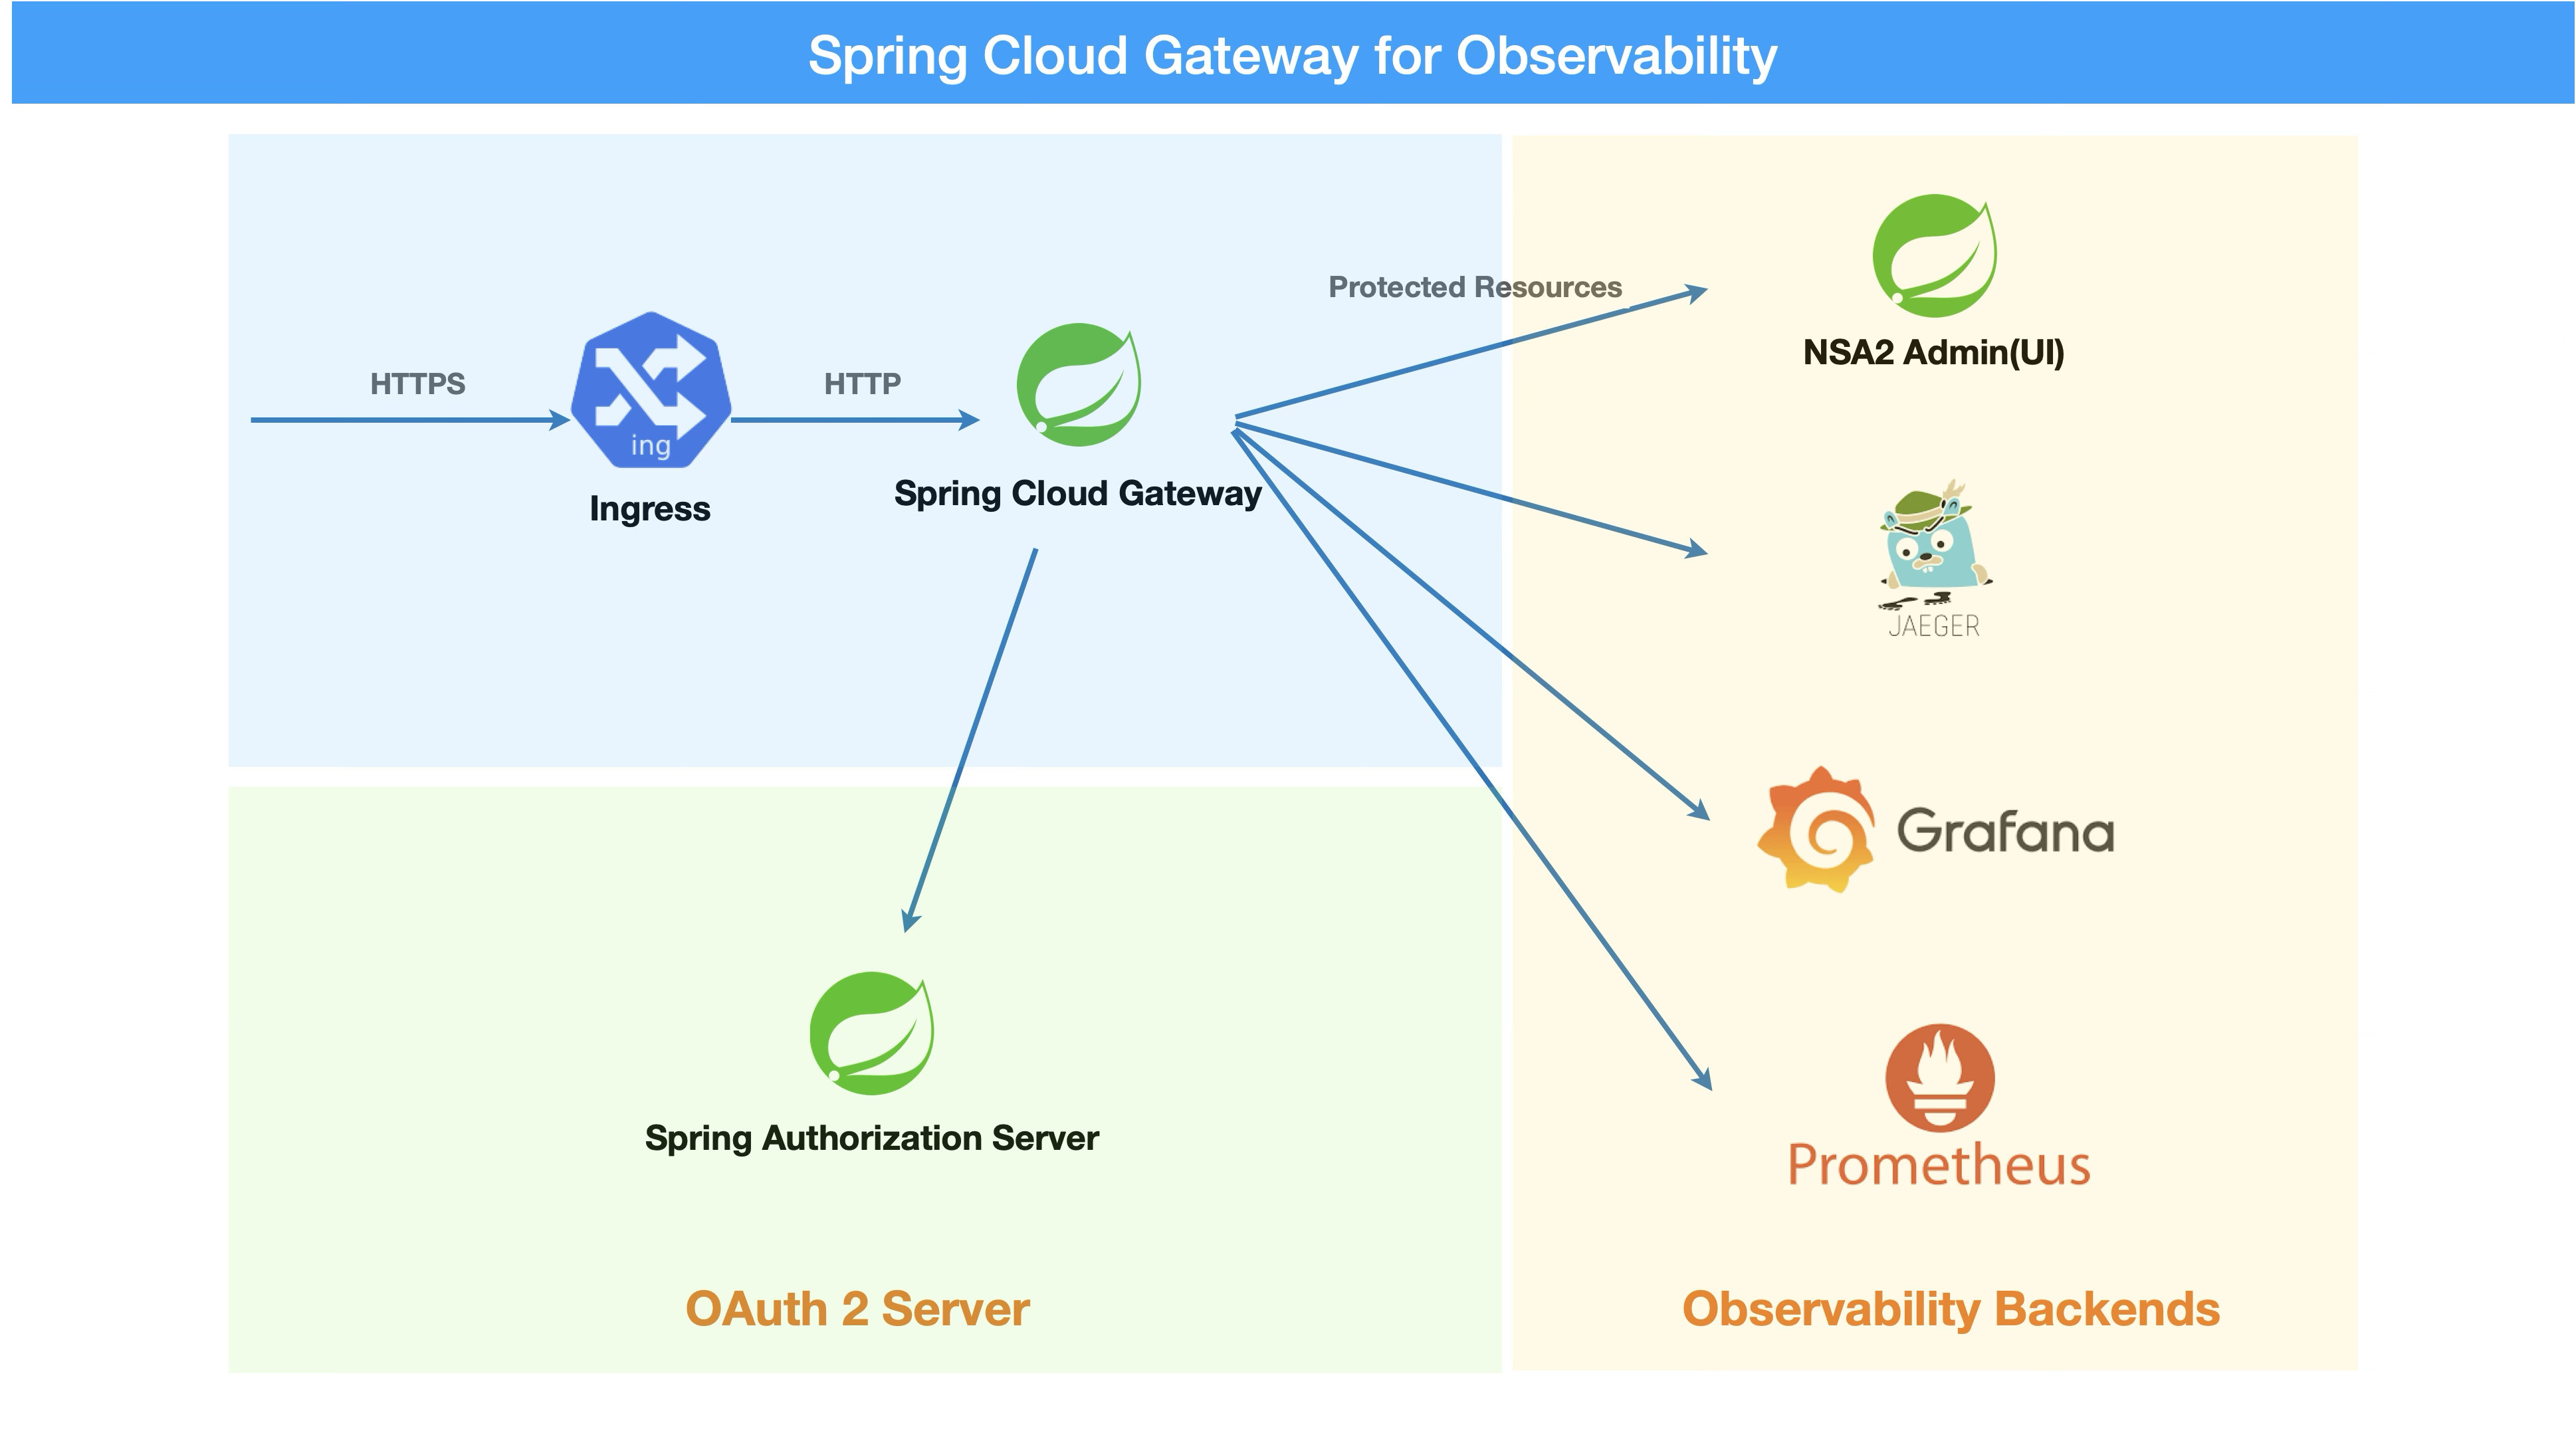 Spring Cloud Gateway for Observability
HTTPS
ing
Ingress
HTTP
Spring Cloud Gateway
Protected Resources
NSA2 Admin(UI)
JAEGER
Grafana
Prometheus
Spring Authorization Server
OAuth 2 Server
Observability Backends